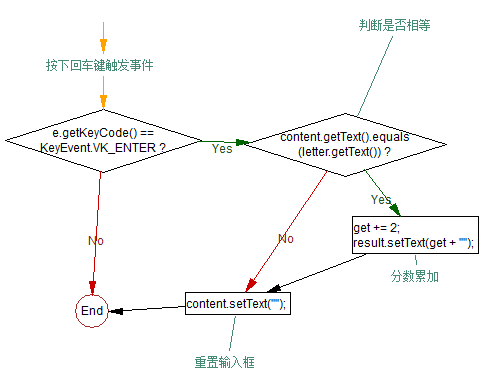 判断是否相等
按下回车键触发事件
e.getKeyCode() ==
KeyEvent.VK_ENTER ?
Yes
content.getText().equals
(letter.getText()) ?
Yes
No
No
get += 2;
result.setText(get + "");
分数累加
End
content.setText("");
重置输入框